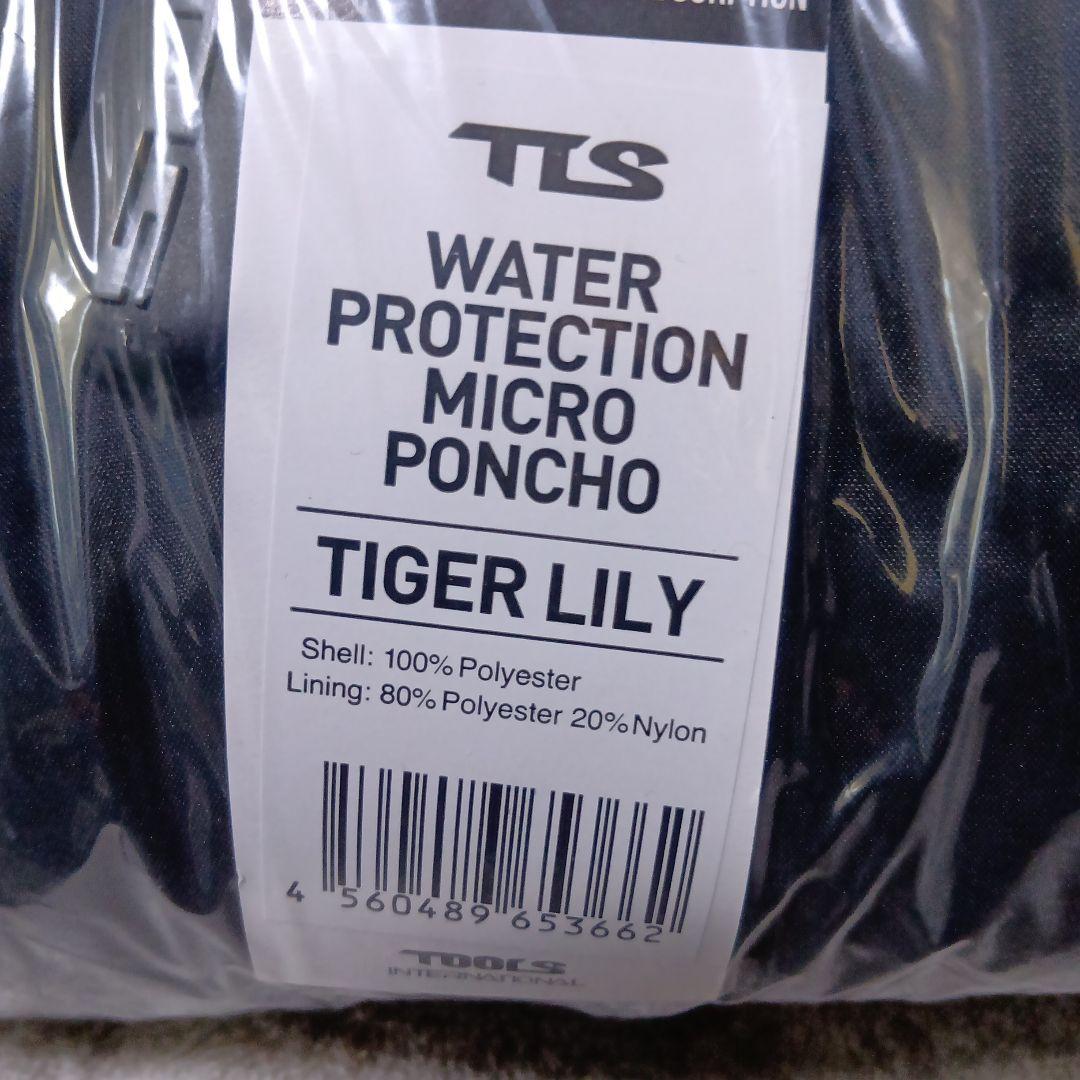 TLS
WATER
PROTECTION
MICRO
PONCHO
TIGER LILY
Shell: 100% Polyester
Lining: 80% Polyester 20% Nylon
4 560489 653662
TOOLS
INTERNATIONAL